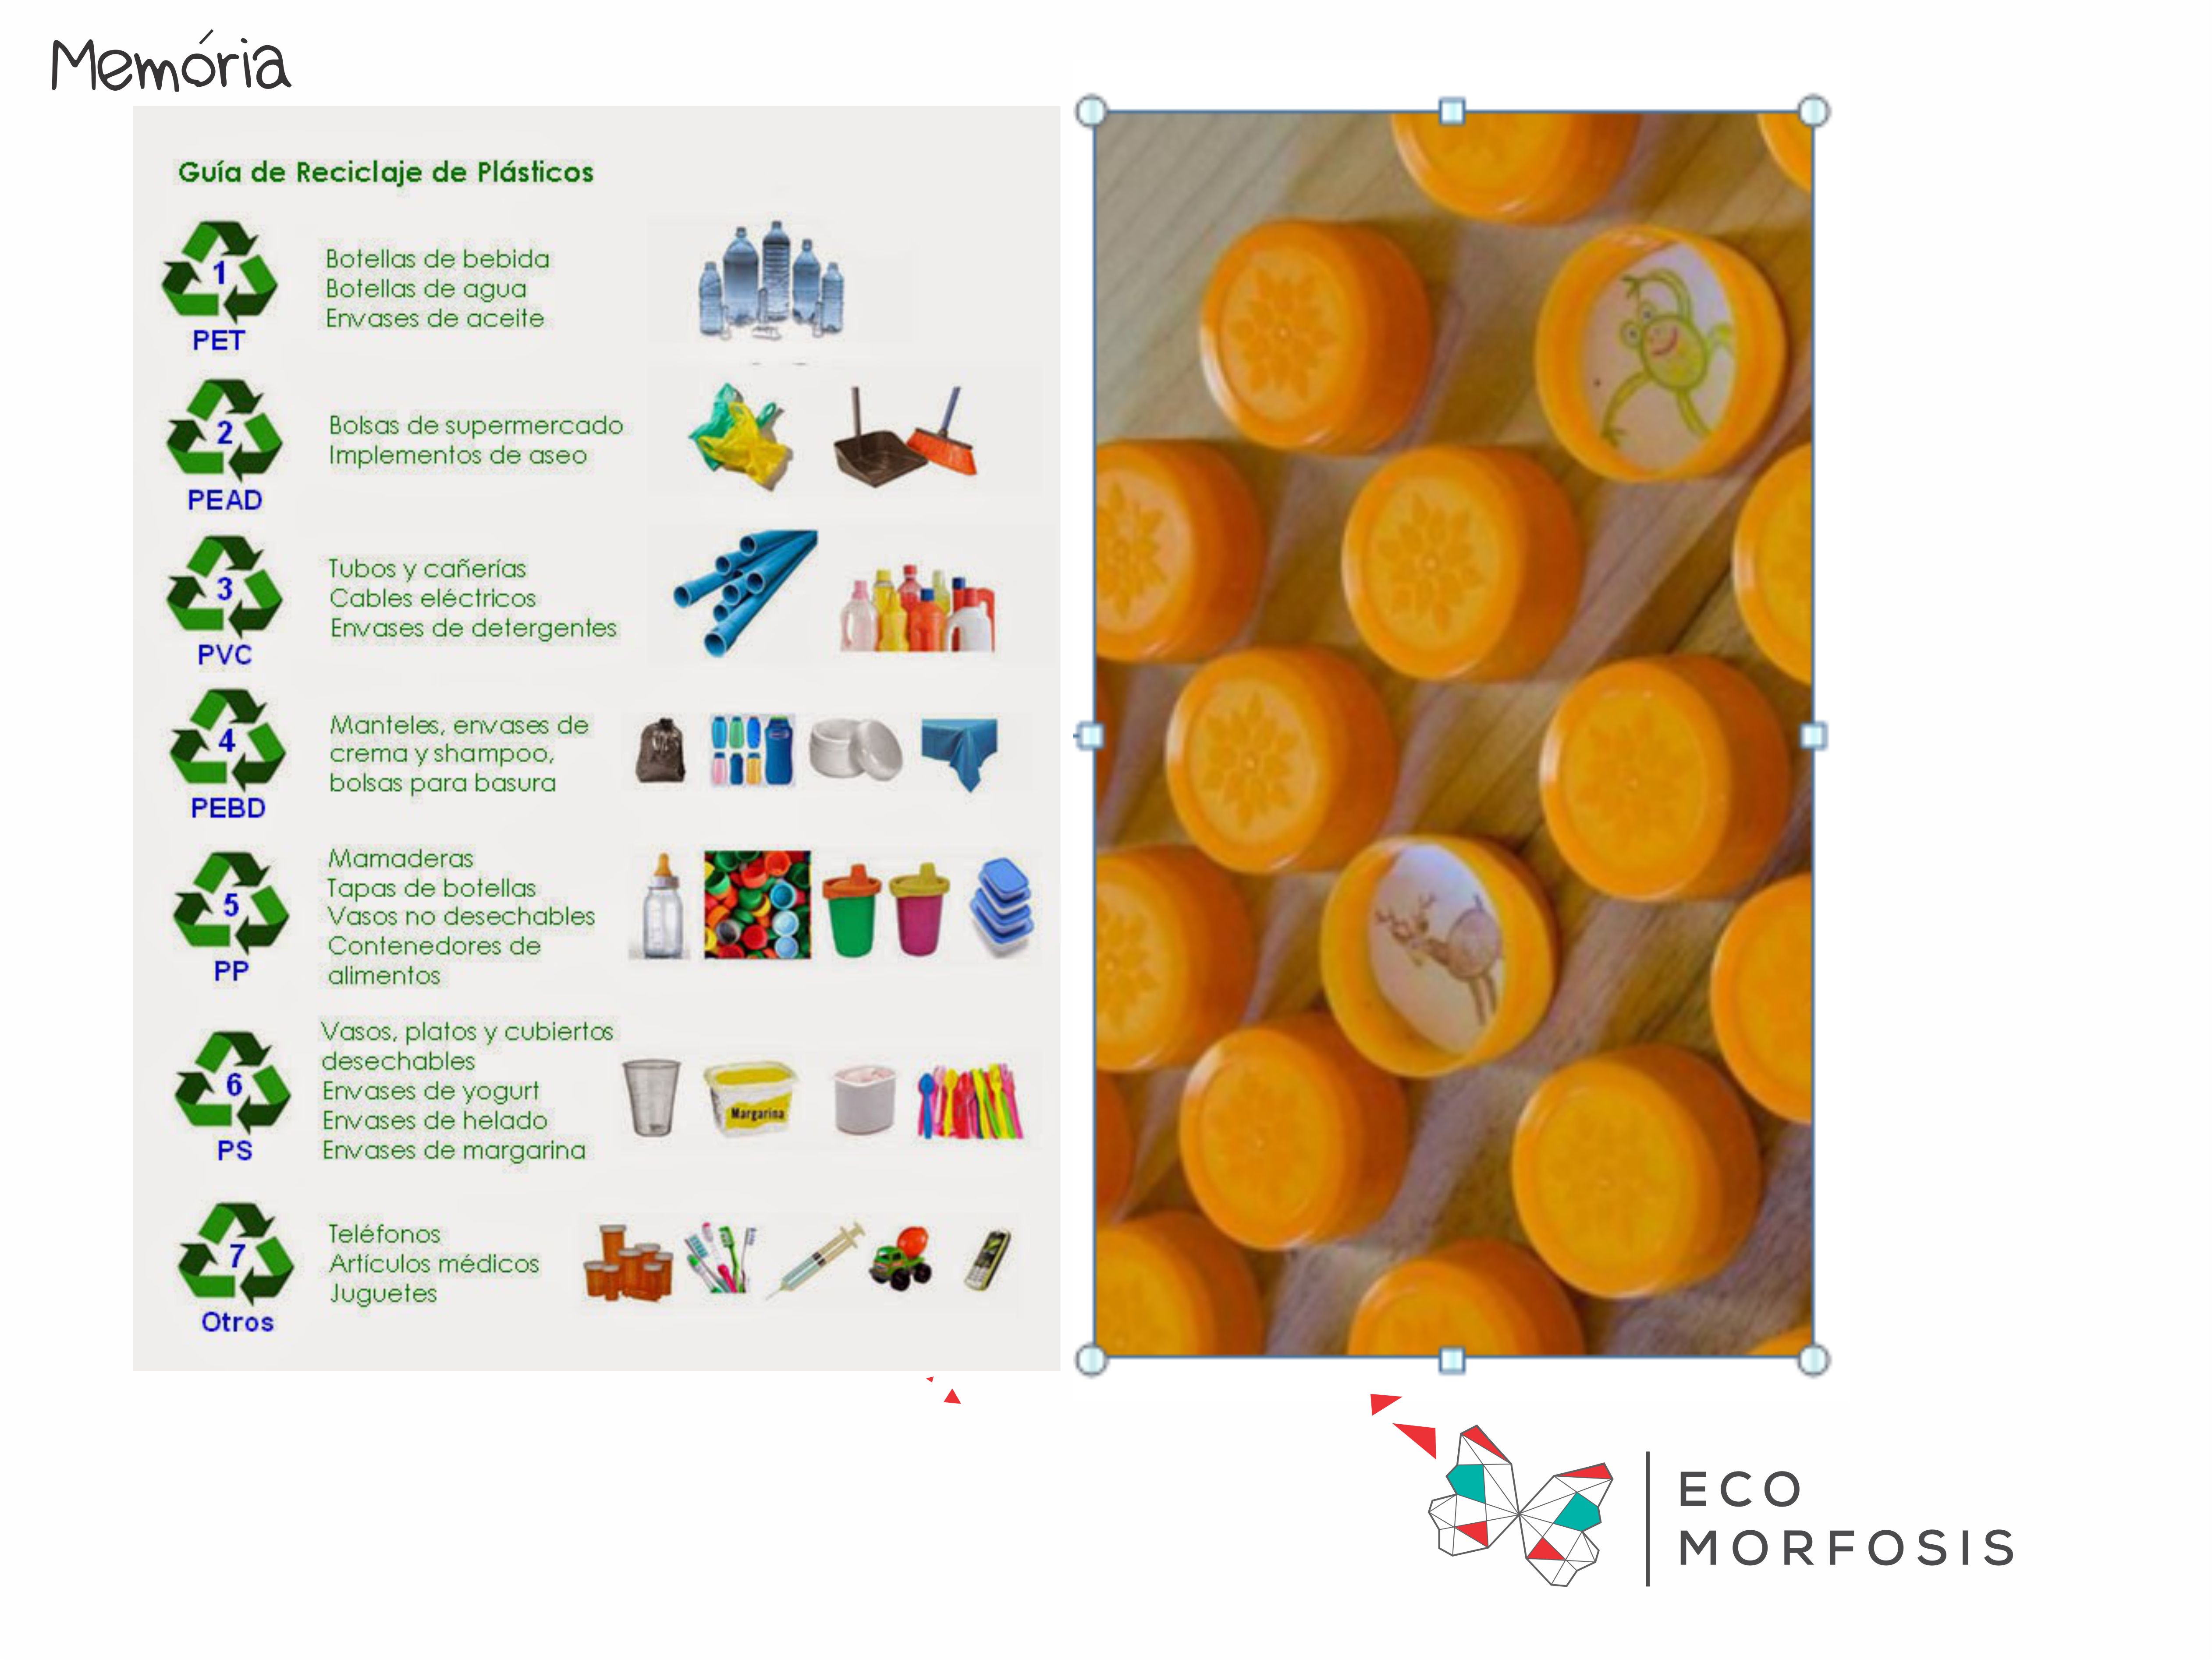 Memória
Guía de Reciclaje de Plásticos
1
PET
Botellas de bebida
Botellas de agua
Envases de aceite
2
PEAD
Bolsas de supermercado
Implementos de aseo
3
PVC
Tubos y cañerías
Cables eléctricos
Envases de detergentes
4
PEBD
Manteles, envases de
crema y shampoo,
bolsas para basura
5
PP
Mamaderas
Tapas de botellas
Vasos no desechables
Contenedores de
alimentos
6
PS
Vasos, platos y cubiertos
desechables
Envases de yogurt
Envases de helado
Envases de margarina
Margarina
7
Otros
Teléfonos
Artículos médicos
Juguetes
ECO
MORFOSIS